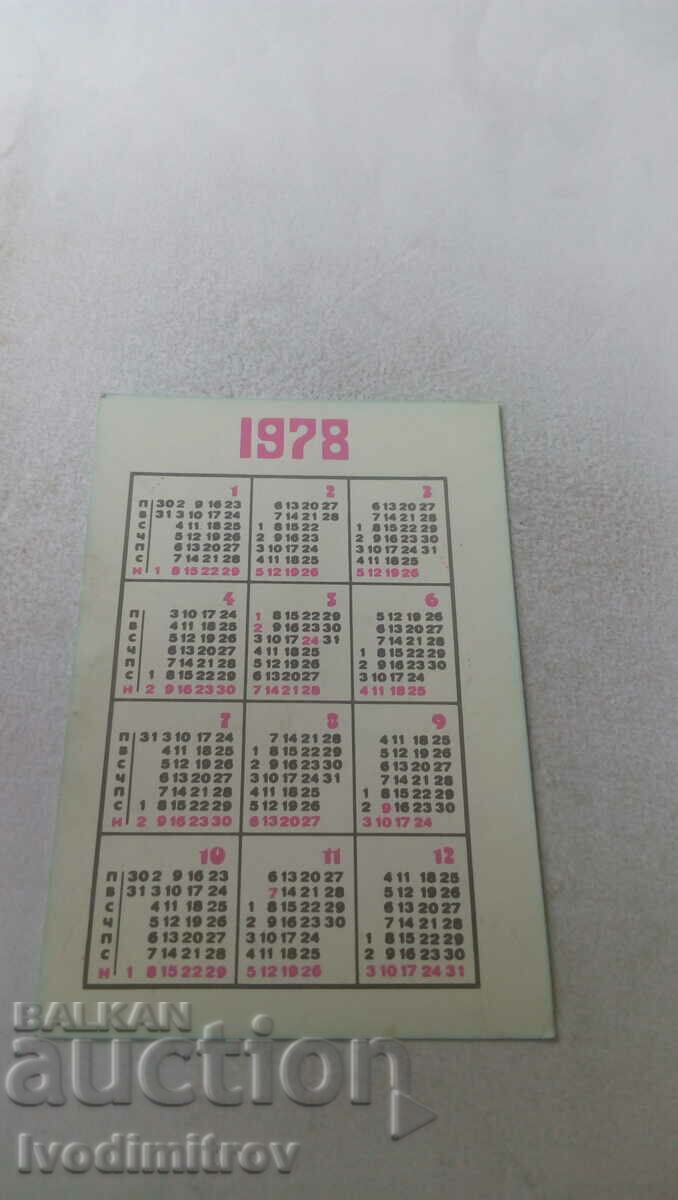 1978
1 2 3
П 30 2 9 16 23 6 13 20 27 6 13 20 27
В 31 3 10 17 24 7 14 21 28 7 14 21 28
С 4 11 18 25 1 8 15 22 1 8 15 22 29
Ч 5 12 19 26 2 9 16 23 2 9 16 23 30
П 6 13 20 27 3 10 17 24 3 10 17 24 31
С 7 14 21 28 4 11 18 25 4 11 18 25
Н 1 8 15 22 29 5 12 19 26 5 12 19 26
4 5 6
П 3 10 17 24 1 8 15 22 29 5 12 19 26
В 4 11 18 25 2 9 16 23 30 6 13 20 27
С 5 12 19 26 3 10 17 24 31 7 14 21 28
Ч 6 13 20 27 4 11 18 25 1 8 15 22 29
П 7 14 21 28 5 12 19 26 2 9 16 23 30
С 1 8 15 22 29 6 13 20 27 3 10 17 24
Н 2 9 16 23 30 7 14 21 28 4 11 18 25
7 8 9
П 31 3 10 17 24 7 14 21 28 4 11 18 25
В 4 11 18 25 1 8 15 22 29 5 12 19 26
С 5 12 19 26 2 9 16 23 30 6 13 20 27
Ч 6 13 20 27 3 10 17 24 31 7 14 21 28
П 7 14 21 28 4 11 18 25 1 8 15 22 29
С 1 8 15 22 29 5 12 19 26 2 9 16 23 30
Н 2 9 16 23 30 6 13 20 27 3 10 17 24
10 11 12
П 30 2 9 16 23 6 13 20 27 4 11 18 25
В 31 3 10 17 24 7 14 21 28 5 12 19 26
С 4 11 18 25 1 8 15 22 29 6 13 20 27
Ч 5 12 19 26 2 9 16 23 30 7 14 21 28
П 6 13 20 27 3 10 17 24 1 8 15 22 29
С 7 14 21 28 4 11 18 25 2 9 16 23 30
Н 1 8 15 22 29 5 12 19 26 3 10 17 24 31
BALKAN
auction
Ivodimitrov